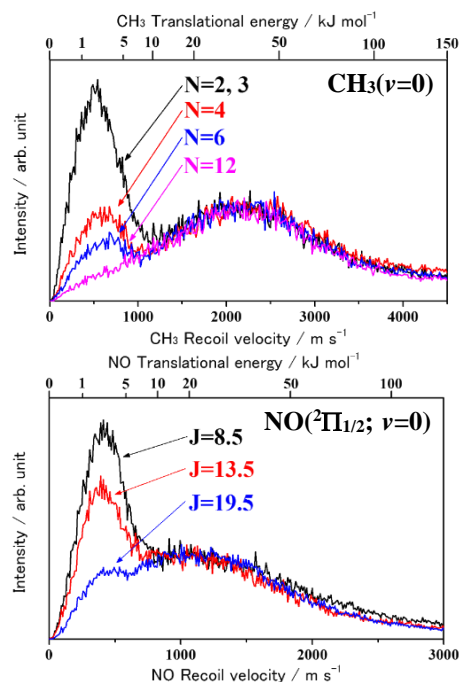 CH₃ Translational energy / kJ mol⁻¹
0 1 5 10 20 50 100 150
CH₃(v=0)
N=2, 3
N=4
N=6
N=12
Intensity / arb. unit
0 1000 2000 3000 4000
CH₃ Recoil velocity / m s⁻¹
NO Translational energy / kJ mol⁻¹
0 1 5 10 20 50 100
NO(²Π₁/₂; v=0)
J=8.5
J=13.5
J=19.5
Intensity / arb. unit
0 1000 2000 3000
NO Recoil velocity / m s⁻¹